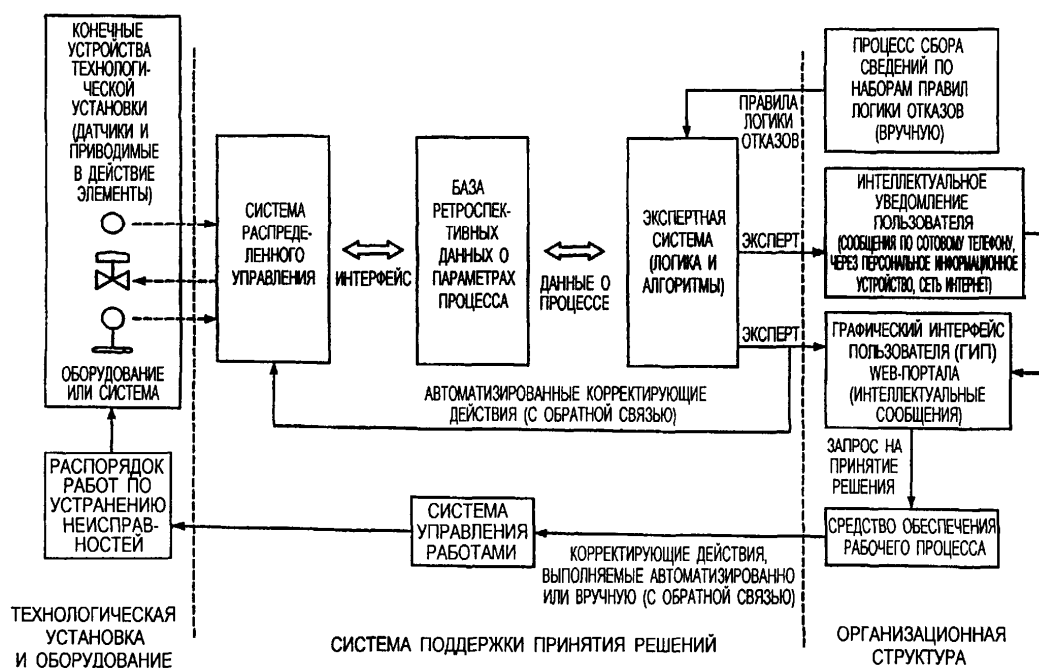 КОНЕЧНЫЕ
УСТРОЙСТВА
ТЕХНОЛОГИ-
ЧЕСКОЙ
УСТАНОВКИ
(ДАТЧИКИ И
ПРИВОДИМЫЕ
В ДЕЙСТВИЕ
ЭЛЕМЕНТЫ)
ОБОРУДОВАНИЕ
ИЛИ СИСТЕМА
РАСПОРЯДОК
РАБОТ ПО
УСТРАНЕНИЮ
НЕИСПРАВ-
НОСТЕЙ
ТЕХНОЛОГИЧЕСКАЯ
УСТАНОВКА
И ОБОРУДОВАНИЕ
СИСТЕМА
РАСПРЕДЕ-
ЛЕННОГО
УПРАВЛЕНИЯ
ИНТЕРФЕЙС
БАЗА
РЕТРОСПЕК-
ТИВНЫХ
ДАННЫХ О
ПАРАМЕТРАХ
ПРОЦЕССА
ДАННЫЕ О
ПРОЦЕССЕ
ЭКСПЕРТНАЯ
СИСТЕМА
(ЛОГИКА И
АЛГОРИТМЫ)
ПРАВИЛА
ЛОГИКИ
ОТКАЗОВ
ЭКСПЕРТ
ЭКСПЕРТ
АВТОМАТИЗИРОВАННЫЕ КОРРЕКТИРУЮЩИЕ
ДЕЙСТВИЯ (С ОБРАТНОЙ СВЯЗЬЮ)
СИСТЕМА
УПРАВЛЕНИЯ
РАБОТАМИ
КОРРЕКТИРУЮЩИЕ ДЕЙСТВИЯ,
ВЫПОЛНЯЕМЫЕ АВТОМАТИЗИРОВАННО
ИЛИ ВРУЧНУЮ (С ОБРАТНОЙ СВЯЗЬЮ)
СИСТЕМА ПОДДЕРЖКИ ПРИНЯТИЯ РЕШЕНИЙ
ПРОЦЕСС СБОРА
СВЕДЕНИЙ ПО
НАБОРАМ ПРАВИЛ
ЛОГИКИ ОТКАЗОВ
(ВРУЧНУЮ)
ИНТЕЛЛЕКТУАЛЬНОЕ
УВЕДОМЛЕНИЕ
ПОЛЬЗОВАТЕЛЯ
(СООБЩЕНИЯ ПО СОТОВОМУ ТЕЛЕФОНУ,
ЧЕРЕЗ ПЕРСОНАЛЬНОЕ ИНФОРМАЦИОННОЕ
УСТРОЙСТВО, СЕТЬ ИНТЕРНЕТ)
ГРАФИЧЕСКИЙ ИНТЕРФЕЙС
ПОЛЬЗОВАТЕЛЯ (ГИП)
WEB-ПОРТАЛА
(ИНТЕЛЛЕКТУАЛЬНЫЕ
СООБЩЕНИЯ)
ЗАПРОС НА
ПРИНЯТИЕ
РЕШЕНИЯ
СРЕДСТВО ОБЕСПЕЧЕНИЯ
РАБОЧЕГО ПРОЦЕССА
ОРГАНИЗАЦИОННАЯ
СТРУКТУРА